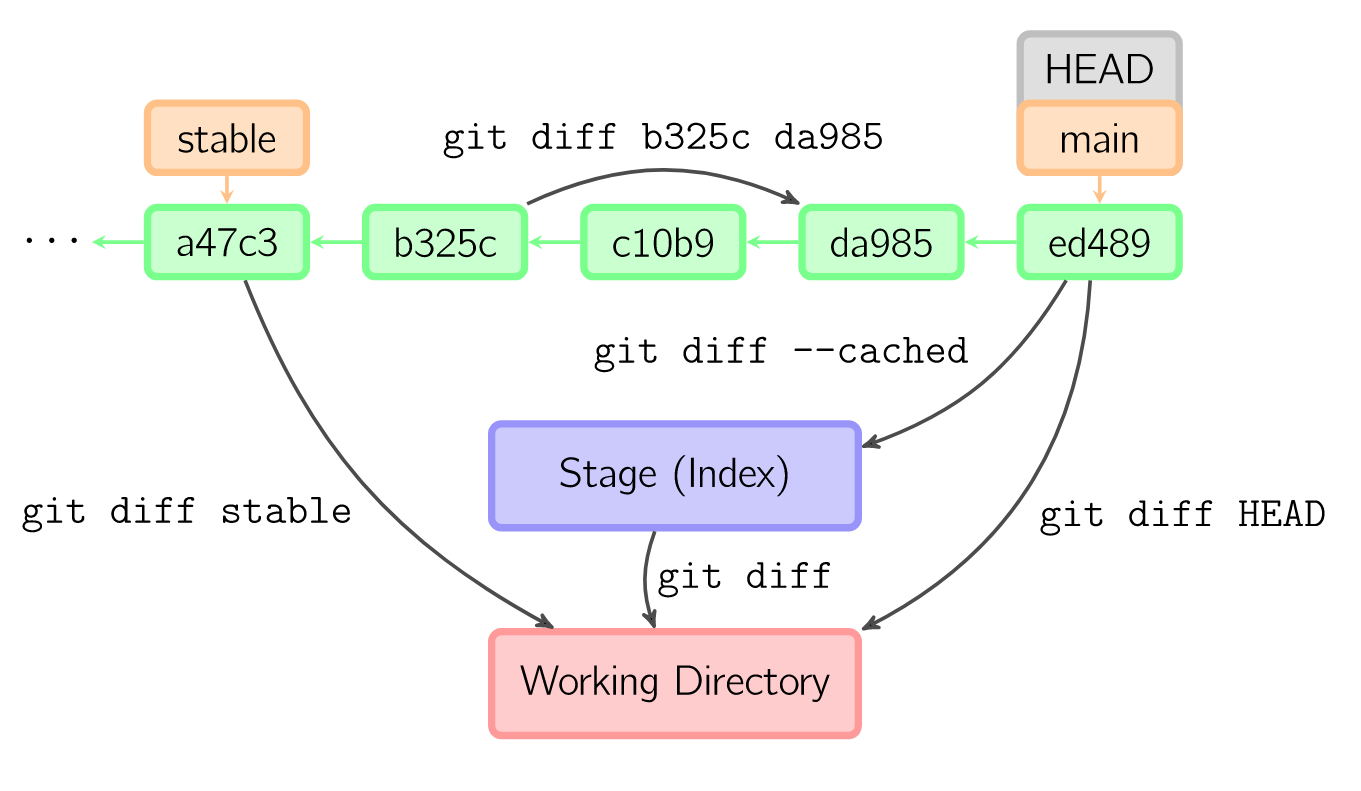 HEAD
stable
git diff b325c da985
main
...
a47c3
b325c
c10b9
da985
ed489
git diff --cached
Stage (Index)
git diff stable
git diff HEAD
git diff
Working Directory